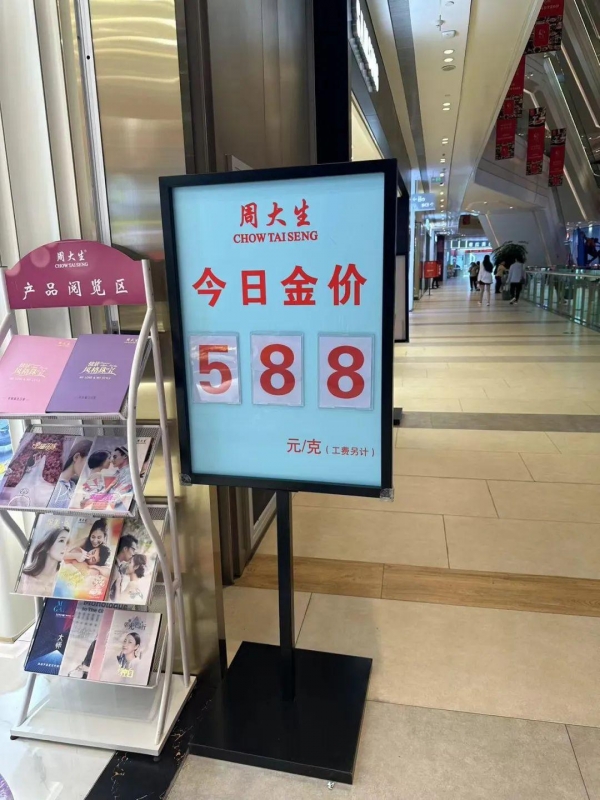 周大生
CHOW TAI SENG
今日金价
588
元/克（工费另计）
周大生
CHOW TAI SENG
产品阅览区